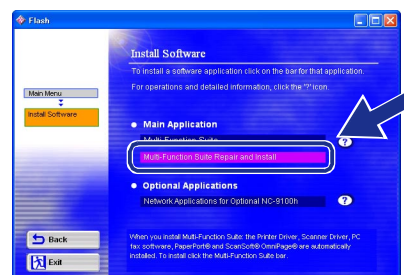 Flash
Install Software
To install a software application click on the bar for that application.
For operations and detailed information, click the '?' icon.
Main Menu
Install Software
Main Application
Multi-Function Suite
?
Multi-Function Suite Repair and Install
Optional Applications
Network Applications for Optional NC-9100h
?
Back
Exit
When you install Multi-Function Suite: the Printer Driver, Scanner Driver, PC
fax software, PaperPort® and ScanSoft® OmniPage® are automatically
installed. To install click the Multi-Function Suite bar.